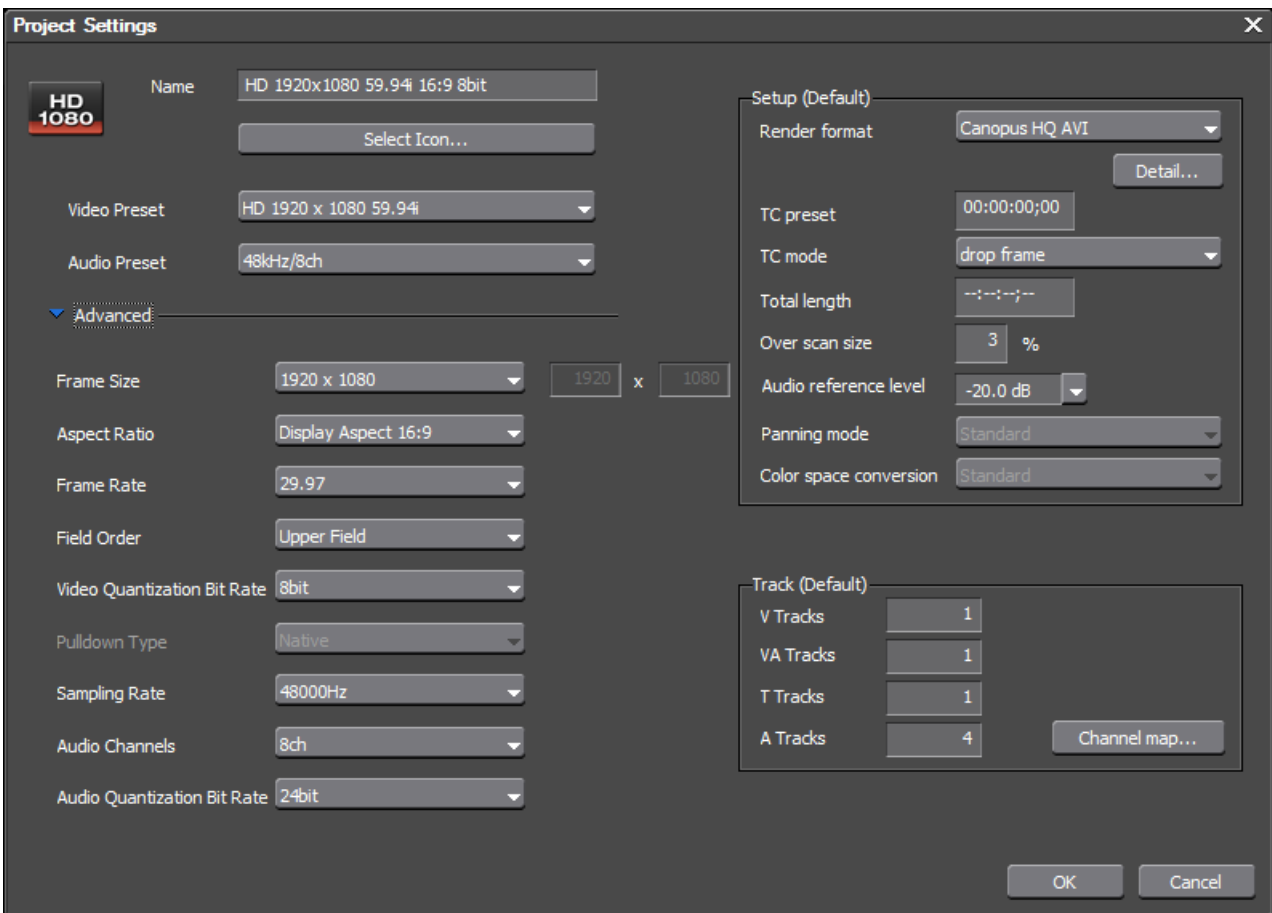 Project Settings
HD
1080
Name HD 1920x1080 59.94i 16:9 8bit
Select Icon...
Video Preset HD 1920 x 1080 59.94i
Audio Preset 48kHz/8ch
Advanced
Frame Size 1920 x 1080 1920 x 1080
Aspect Ratio Display Aspect 16:9
Frame Rate 29.97
Field Order Upper Field
Video Quantization Bit Rate 8bit
Pulldown Type Native
Sampling Rate 48000Hz
Audio Channels 8ch
Audio Quantization Bit Rate 24bit
Setup (Default)
Render format Canopus HQ AVI
Detail...
TC preset 00:00:00;00
TC mode drop frame
Total length --:--:--;--
Over scan size 3 %
Audio reference level -20.0 dB
Panning mode Standard
Color space conversion Standard
Track (Default)
V Tracks 1
VA Tracks 1
T Tracks 1
A Tracks 4 Channel map...
OK Cancel